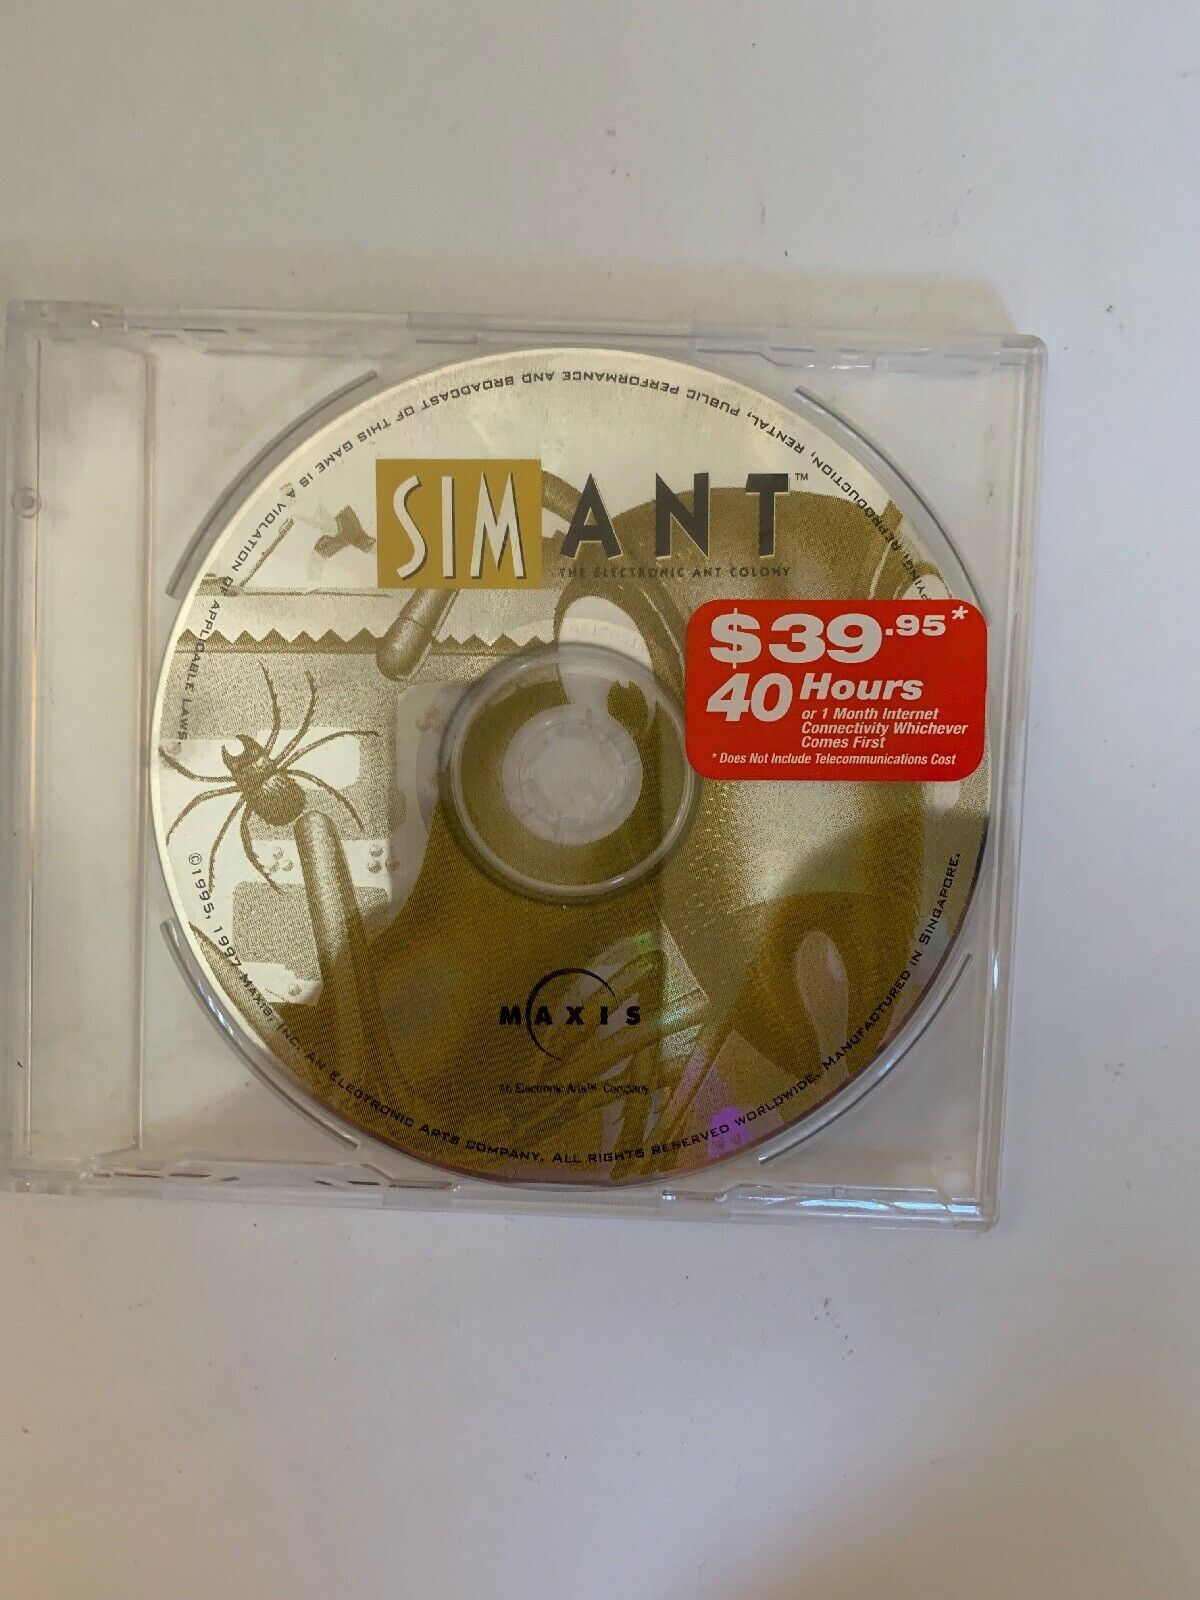 SIMANT™
THE ELECTRONIC ANT COLONY
$39.95*
40 Hours
or 1 Month Internet
Connectivity Whichever
Comes First
* Does Not Include Telecommunications Cost
MAXIS
An Electronic Arts™ Company
©1995, 1997 MAXIS, INC. AN ELECTRONIC ARTS COMPANY. ALL RIGHTS RESERVED WORLDWIDE. MANUFACTURED IN SINGAPORE.
REPRODUCTION, RENTAL, PUBLIC PERFORMANCE AND BROADCAST OF THIS GAME IS A VIOLATION OF APPLICABLE LAWS.